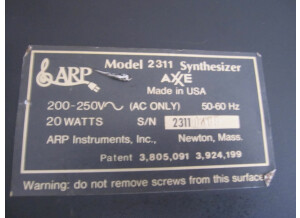 ARP Model 2311 Synthesizer
AXXE
Made in USA
200-250V~ (AC ONLY) 50-60 Hz
20 WATTS S/N 2311
ARP Instruments, Inc., Newton, Mass.
Patent 3,805,091 3,924,199
Warning: do not remove screws from this surface